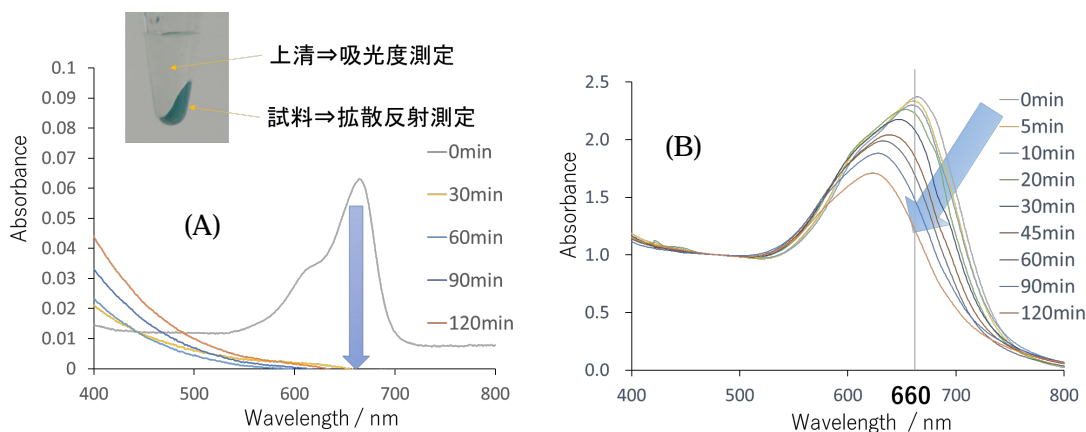 上清⇒吸光度測定
試料⇒拡散反射測定
(A)
Absorbance
0.1
0.09
0.08
0.07
0.06
0.05
0.04
0.03
0.02
0.01
0
400
500
600
700
800
Wavelength / nm
0min
30min
60min
90min
120min
(B)
Absorbance
2.5
2.0
1.5
1.0
0.5
0.0
400
500
600
660
700
800
Wavelength / nm
0min
5min
10min
20min
30min
45min
60min
90min
120min